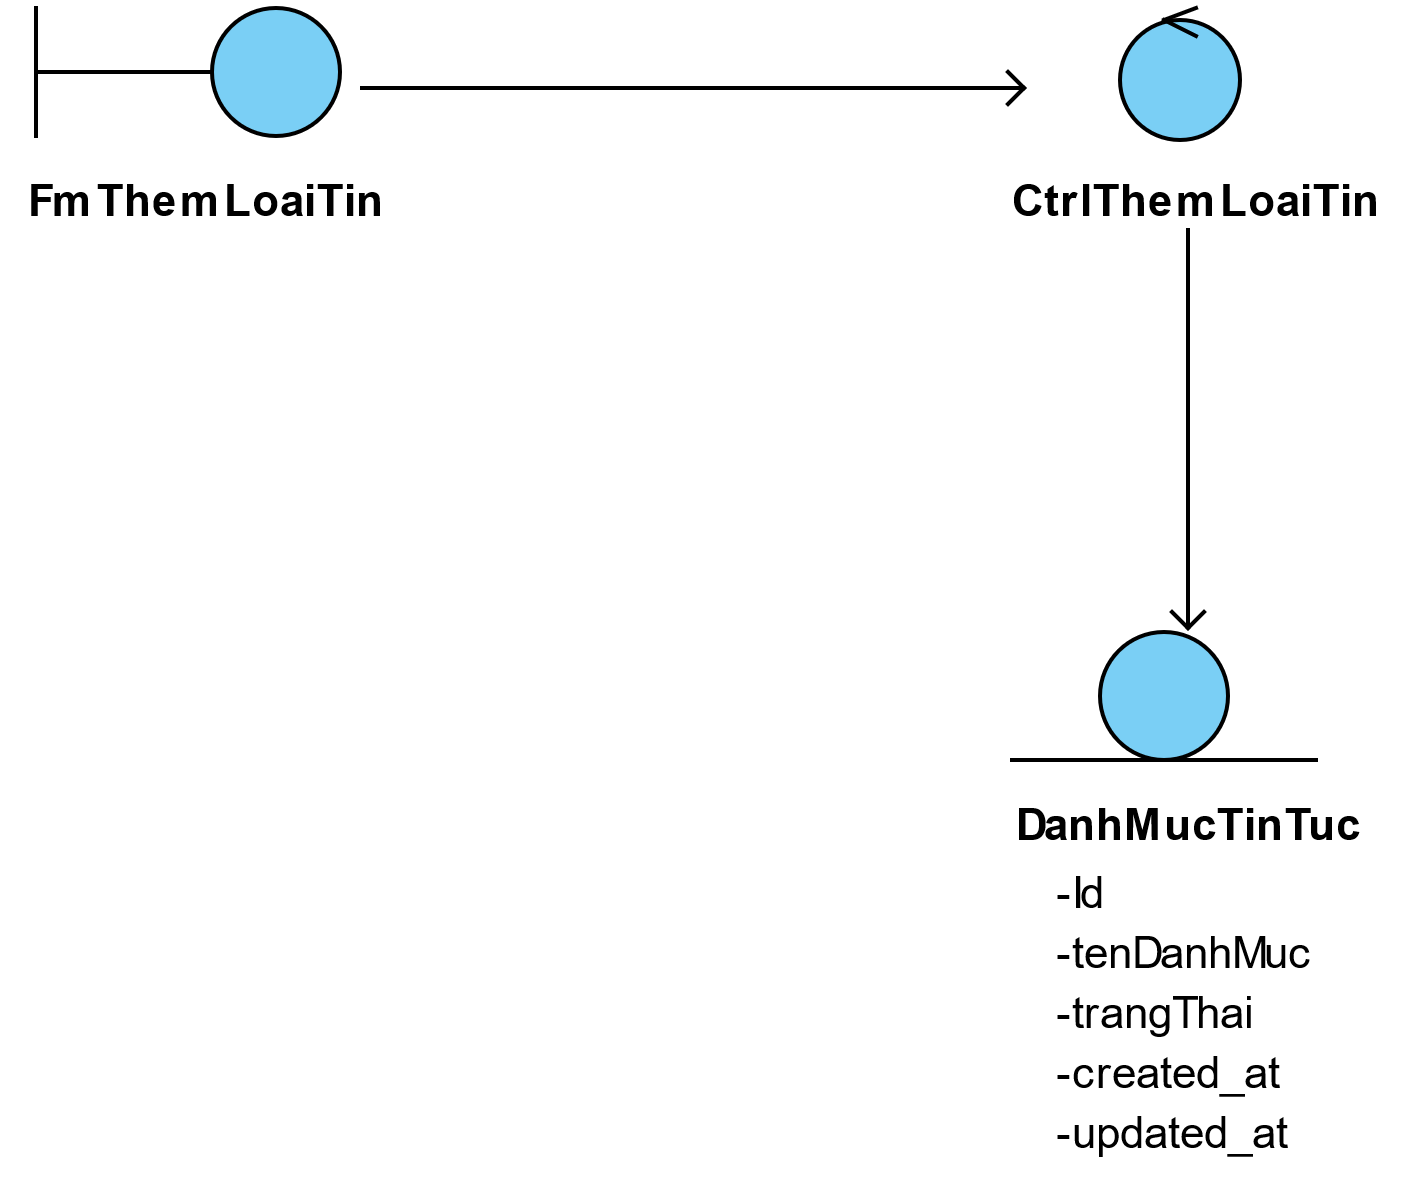 FmThemLoaiTin
CtrlThemLoaiTin
DanhMucTinTuc
-Id
-tenDanhMuc
-trangThai
-created_at
-updated_at